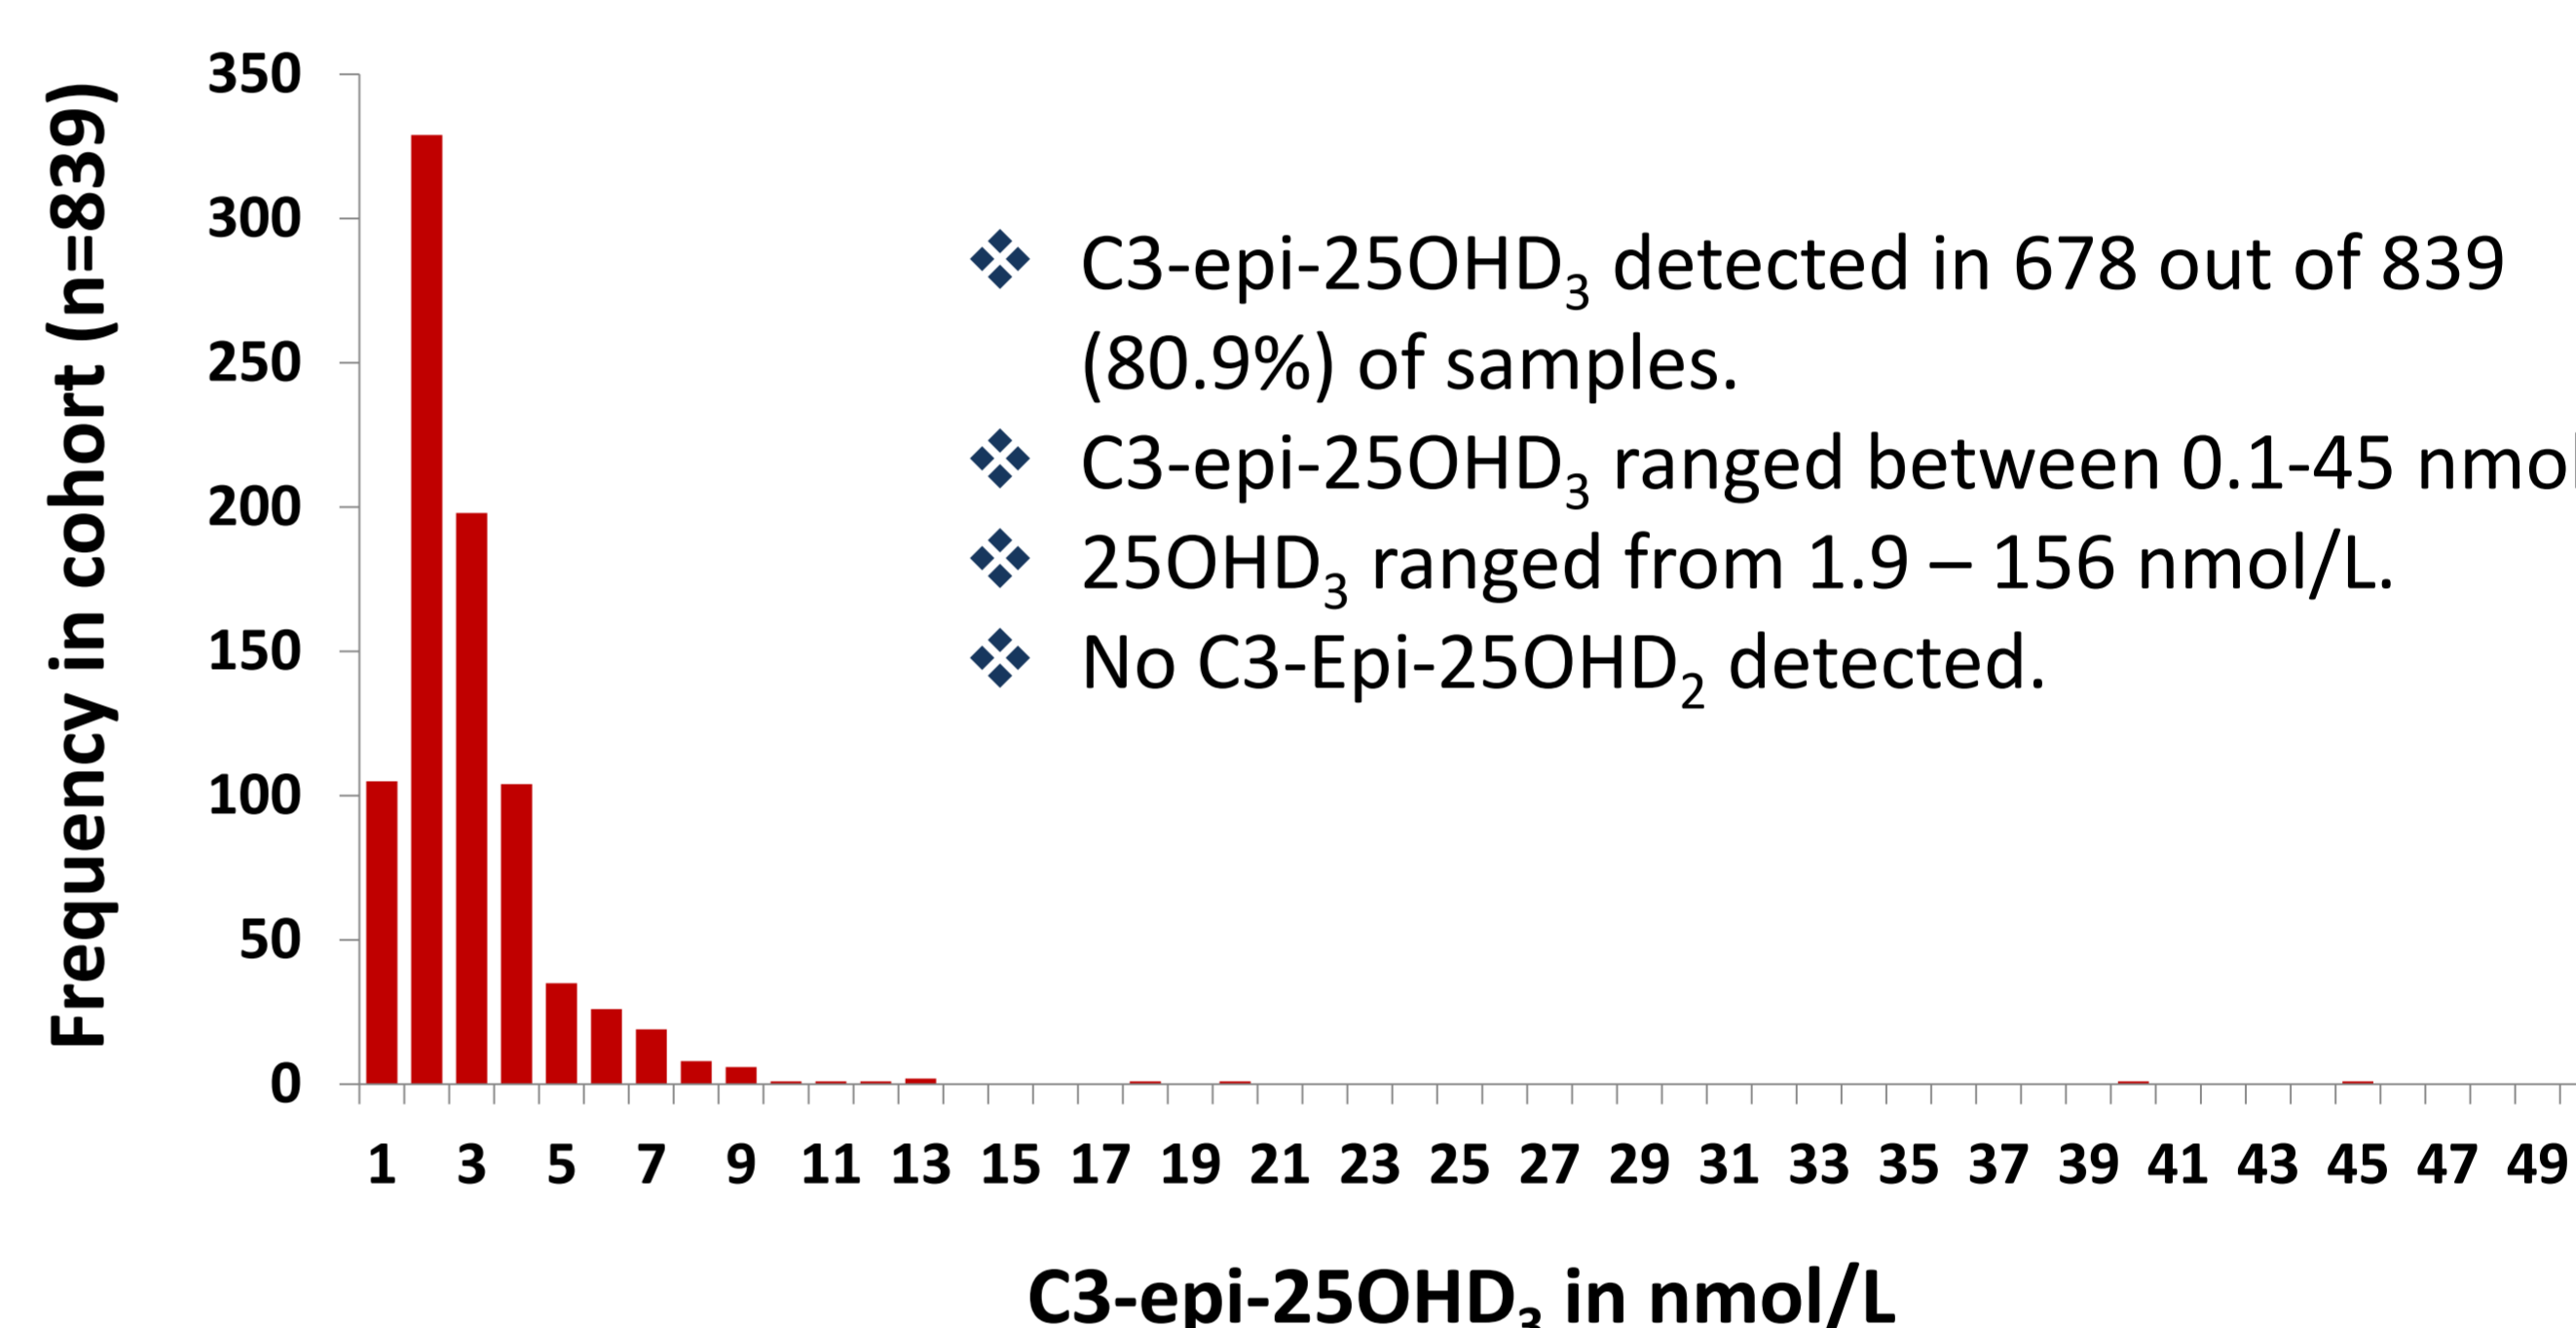 Frequency in cohort (n=839)
350
300
250
200
150
100
50
0
❖ C3-epi-25OHD₃ detected in 678 out of 839
(80.9%) of samples.
❖ C3-epi-25OHD₃ ranged between 0.1-45 nmol
❖ 25OHD₃ ranged from 1.9 – 156 nmol/L.
❖ No C3-Epi-25OHD₂ detected.
1 3 5 7 9 11 13 15 17 19 21 23 25 27 29 31 33 35 37 39 41 43 45 47 49
C3-epi-25OHD₃ in nmol/L